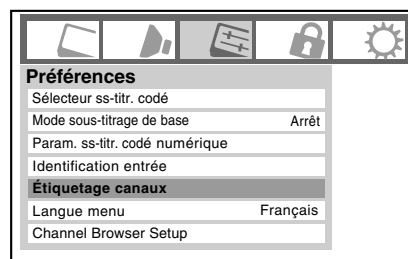 Préférences
Sélecteur ss-titr. codé
Mode sous-titrage de base Arrêt
Param. ss-titr. codé numérique
Identification entrée
Étiquetage canaux
Langue menu Français
Channel Browser Setup